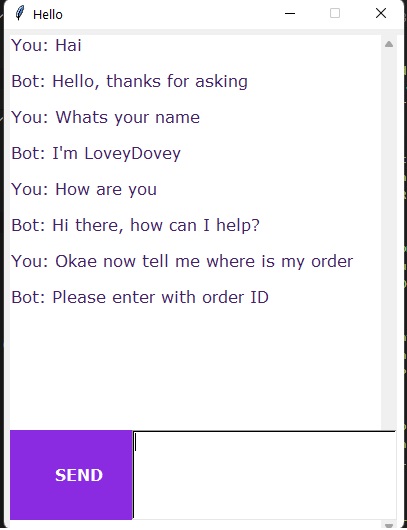 Hello
You: Hai
Bot: Hello, thanks for asking
You: Whats your name
Bot: I'm LoveyDovey
You: How are you
Bot: Hi there, how can I help?
You: Okae now tell me where is my order
Bot: Please enter with order ID
SEND